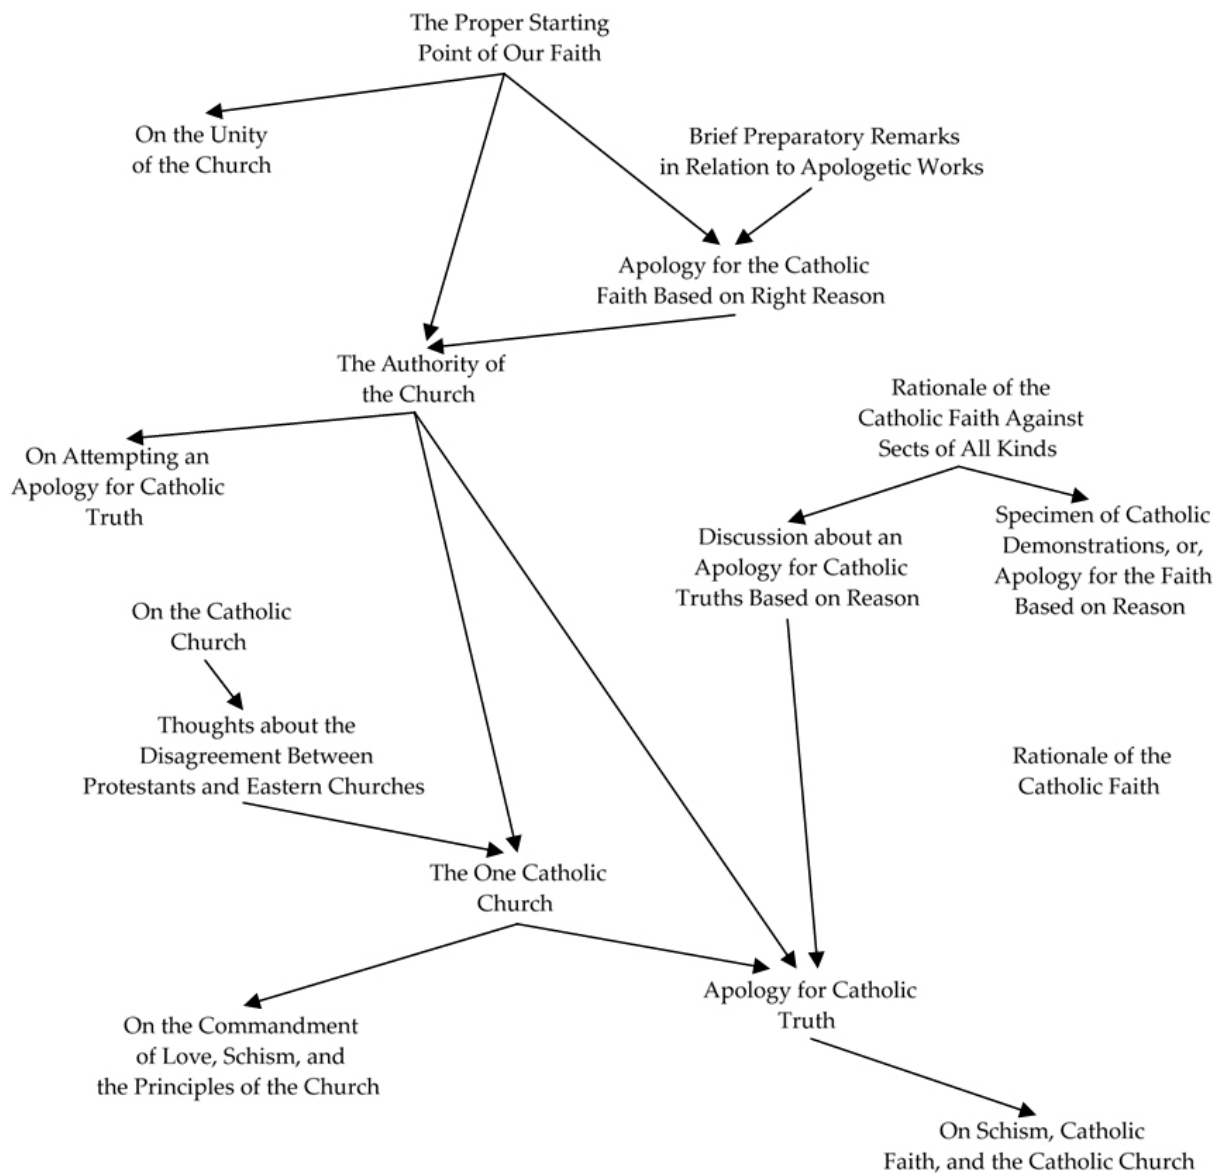 The Proper Starting
Point of Our Faith
On the Unity
of the Church
Brief Preparatory Remarks
in Relation to Apologetic Works
Apology for the Catholic
Faith Based on Right Reason
The Authority of
the Church
Rationale of the
Catholic Faith Against
Sects of All Kinds
On Attempting an
Apology for Catholic
Truth
Discussion about an
Apology for Catholic
Truths Based on Reason
Specimen of Catholic
Demonstrations, or,
Apology for the Faith
Based on Reason
On the Catholic
Church
Thoughts about the
Disagreement Between
Protestants and Eastern Churches
Rationale of the
Catholic Faith
The One Catholic
Church
Apology for Catholic
Truth
On the Commandment
of Love, Schism, and
the Principles of the Church
On Schism, Catholic
Faith, and the Catholic Church